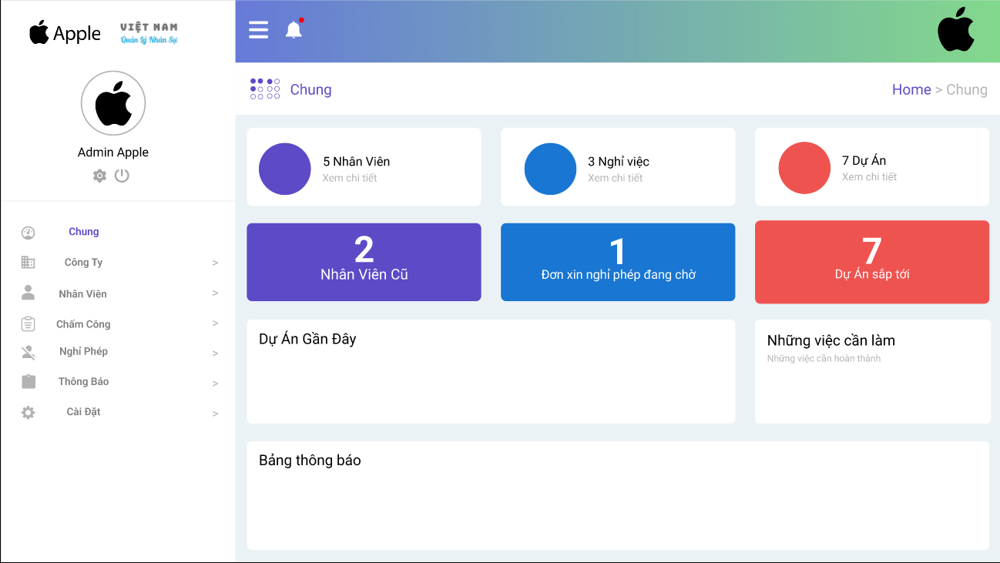 Apple
VIỆT NAM
Quản Lý Nhân Sự
Admin Apple
Chung
Công Ty >
Nhân Viên >
Chấm Công >
Nghỉ Phép >
Thông Báo >
Cài Đặt >
Chung
Home > Chung
5 Nhân Viên
Xem chi tiết
3 Nghỉ việc
Xem chi tiết
7 Dự Án
Xem chi tiết
2
Nhân Viên Cũ
1
Đơn xin nghỉ phép đang chờ
7
Dự Án sắp tới
Dự Án Gần Đây
Những việc cần làm
Những việc cần hoàn thành
Bảng thông báo